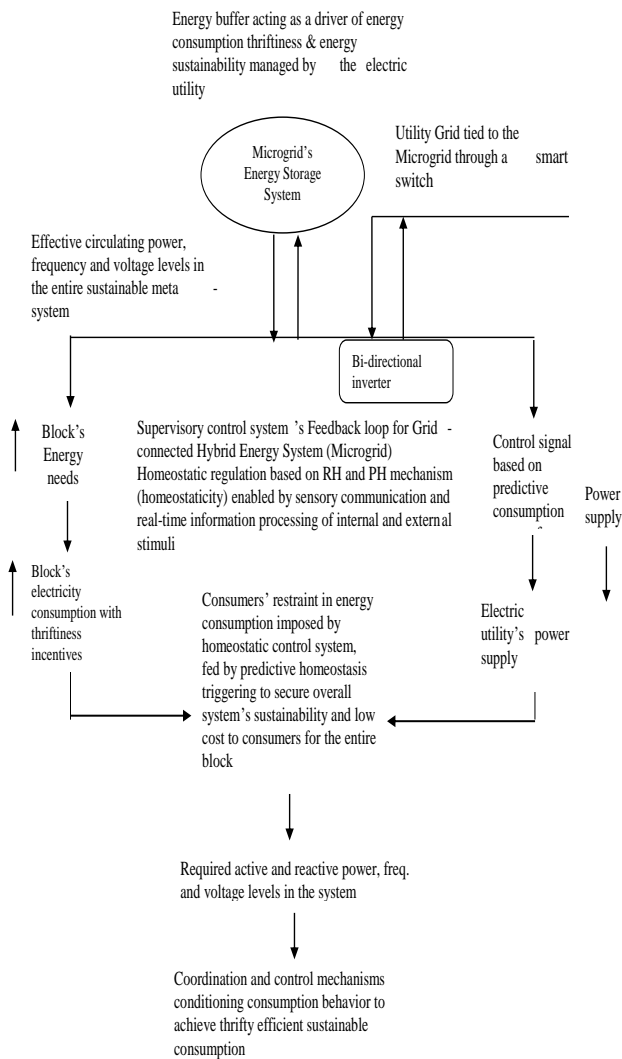 Energy buffer acting as a driver of energy
consumption thriftiness & energy
sustainability managed by the electric
utility
Utility Grid tied to the
Microgrid through a smart
switch
Microgrid's
Energy Storage
System
Effective circulating power,
frequency and voltage levels in
the entire sustainable meta -
system
Bi-directional
inverter
Block's
Energy
needs
Supervisory control system 's Feedback loop for Grid -
connected Hybrid Energy System (Microgrid)
Homeostatic regulation based on RH and PH mechanism
(homeostaticity) enabled by sensory communication and
real-time information processing of internal and external
stimuli
Control signal
based on
predictive
consumption
Power
supply
Block's
electricity
consumption with
thriftiness
incentives
Consumers' restraint in energy
consumption imposed by
homeostatic control system,
fed by predictive homeostasis
triggering to secure overall
system's sustainability and low
cost to consumers for the entire
block
Electric
utility's power
supply
Required active and reactive power, freq.
and voltage levels in the system
Coordination and control mechanisms
conditioning consumption behavior to
achieve thrifty efficient sustainable
consumption